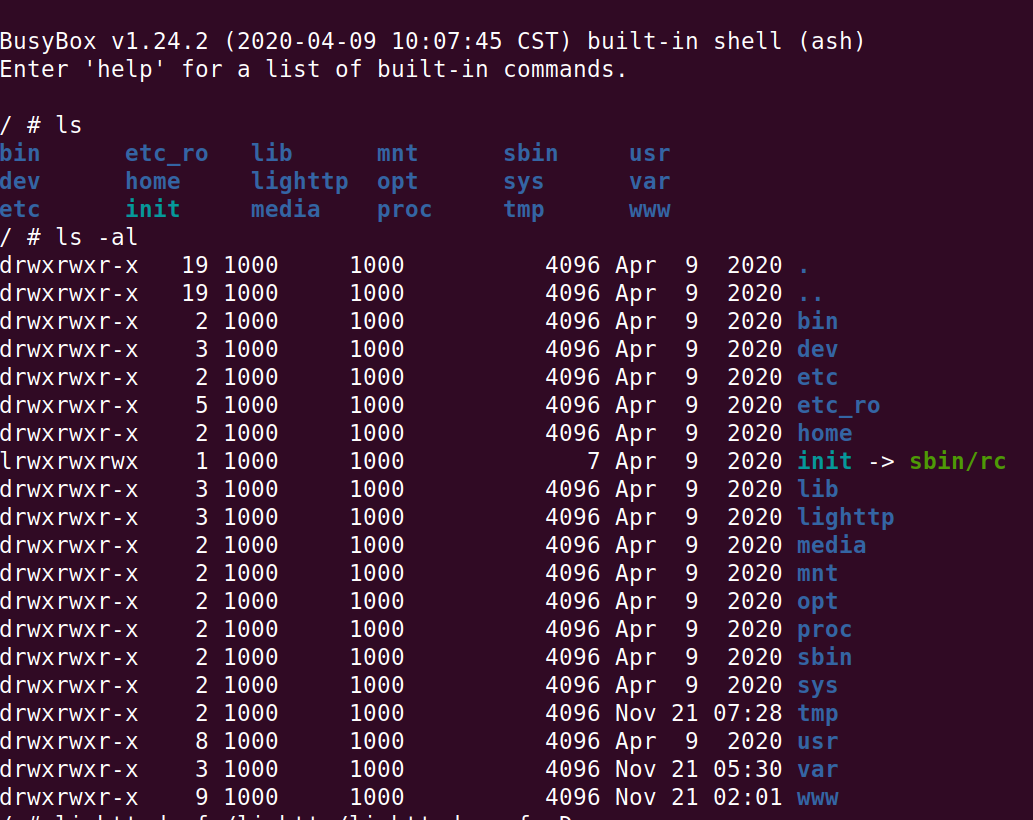 BusyBox v1.24.2 (2020-04-09 10:07:45 CST) built-in shell (ash)
Enter 'help' for a list of built-in commands.
/ # ls
bin etc_ro lib mnt sbin usr
dev home lighttp opt sys var
etc init media proc tmp www
/ # ls -al
drwxrwxr-x 19 1000 1000 4096 Apr 9 2020 .
drwxrwxr-x 19 1000 1000 4096 Apr 9 2020 ..
drwxrwxr-x 2 1000 1000 4096 Apr 9 2020 bin
drwxrwxr-x 3 1000 1000 4096 Apr 9 2020 dev
drwxrwxr-x 2 1000 1000 4096 Apr 9 2020 etc
drwxrwxr-x 5 1000 1000 4096 Apr 9 2020 etc_ro
drwxrwxr-x 2 1000 1000 4096 Apr 9 2020 home
lrwxrwxrwx 1 1000 1000 7 Apr 9 2020 init -> sbin/rc
drwxrwxr-x 3 1000 1000 4096 Apr 9 2020 lib
drwxrwxr-x 3 1000 1000 4096 Apr 9 2020 lighttp
drwxrwxr-x 2 1000 1000 4096 Apr 9 2020 media
drwxrwxr-x 2 1000 1000 4096 Apr 9 2020 mnt
drwxrwxr-x 2 1000 1000 4096 Apr 9 2020 opt
drwxrwxr-x 2 1000 1000 4096 Apr 9 2020 proc
drwxrwxr-x 2 1000 1000 4096 Apr 9 2020 sbin
drwxrwxr-x 2 1000 1000 4096 Apr 9 2020 sys
drwxrwxr-x 2 1000 1000 4096 Nov 21 07:28 tmp
drwxrwxr-x 8 1000 1000 4096 Apr 9 2020 usr
drwxrwxr-x 3 1000 1000 4096 Nov 21 05:30 var
drwxrwxr-x 9 1000 1000 4096 Nov 21 02:01 www